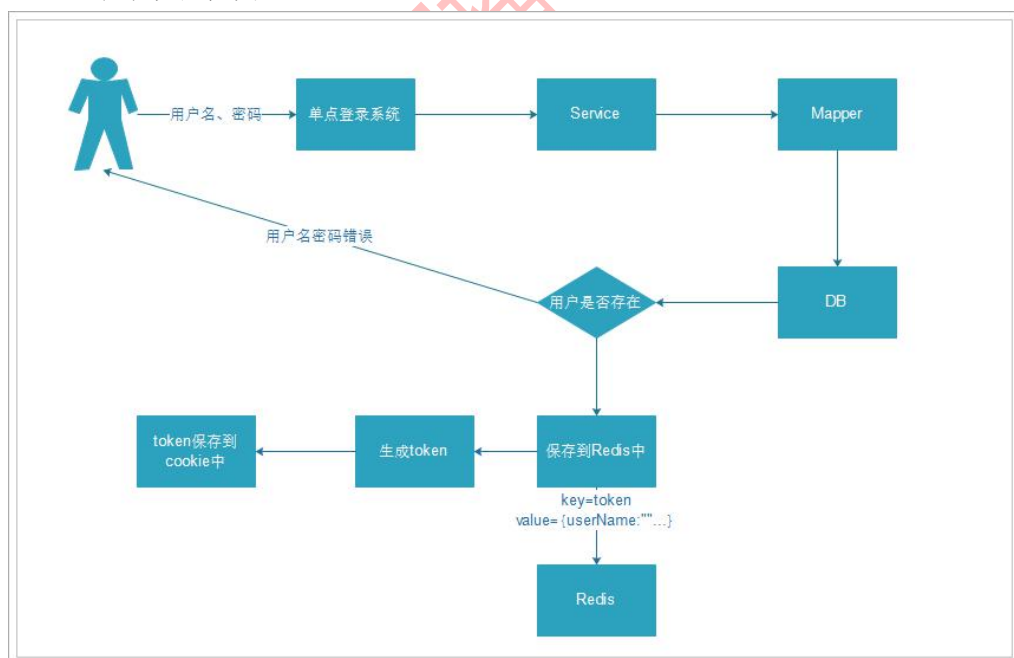 用户名、密码
单点登录系统
Service
Mapper
用户名密码错误
用户是否存在
DB
token保存到
cookie中
生成token
保存到Redis中
key=token
value={userName:""...}
Redis